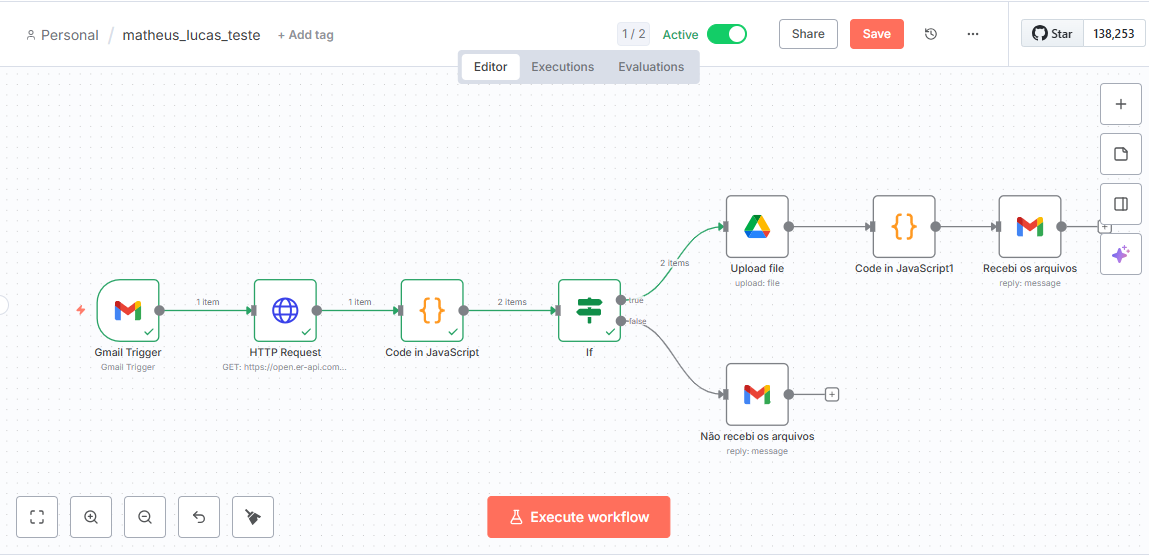 Personal / matheus_lucas_teste + Add tag
1 / 2 Active Share Save ... Star 138,253
Editor Executions Evaluations
Gmail Trigger
Gmail Trigger
1 item
HTTP Request
GET: https://open.er-api.com...
1 item
Code in JavaScript
2 items
If
true
false
2 items
Upload file
upload: file
Code in JavaScript1
Recebi os arquivos
reply: message
Não recebi os arquivos
reply: message
Execute workflow